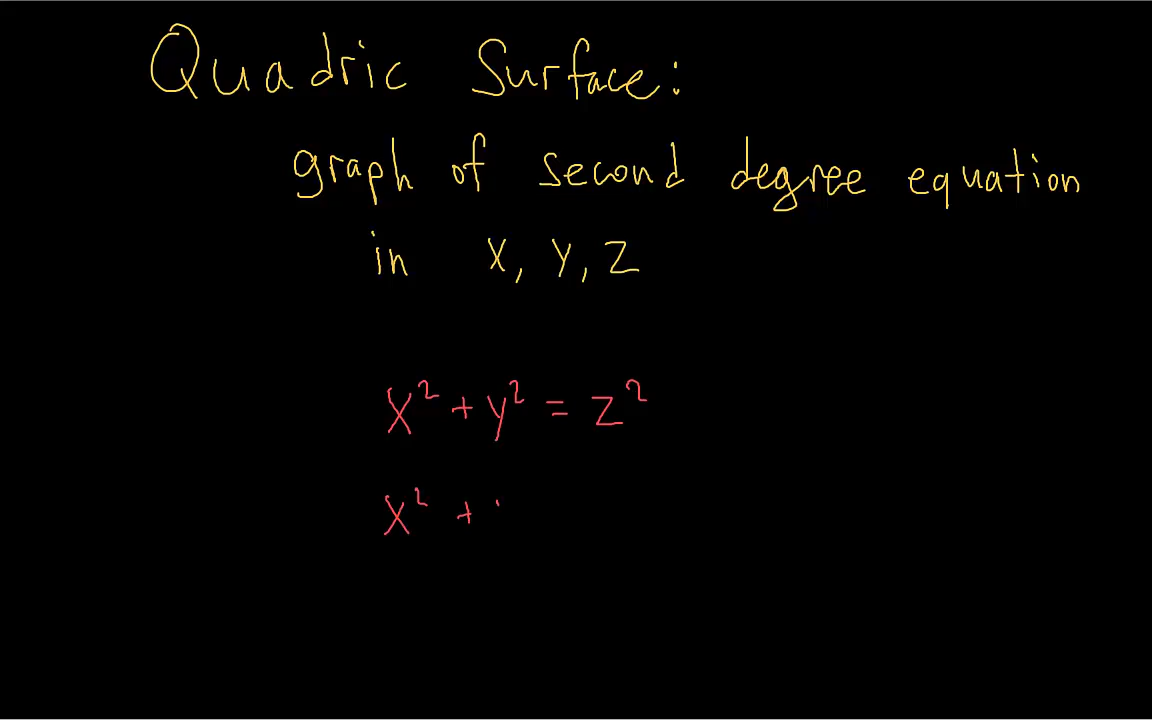 Quadric Surface:
graph of second degree equation
in x, y, z
x² + y² = z²
x² +